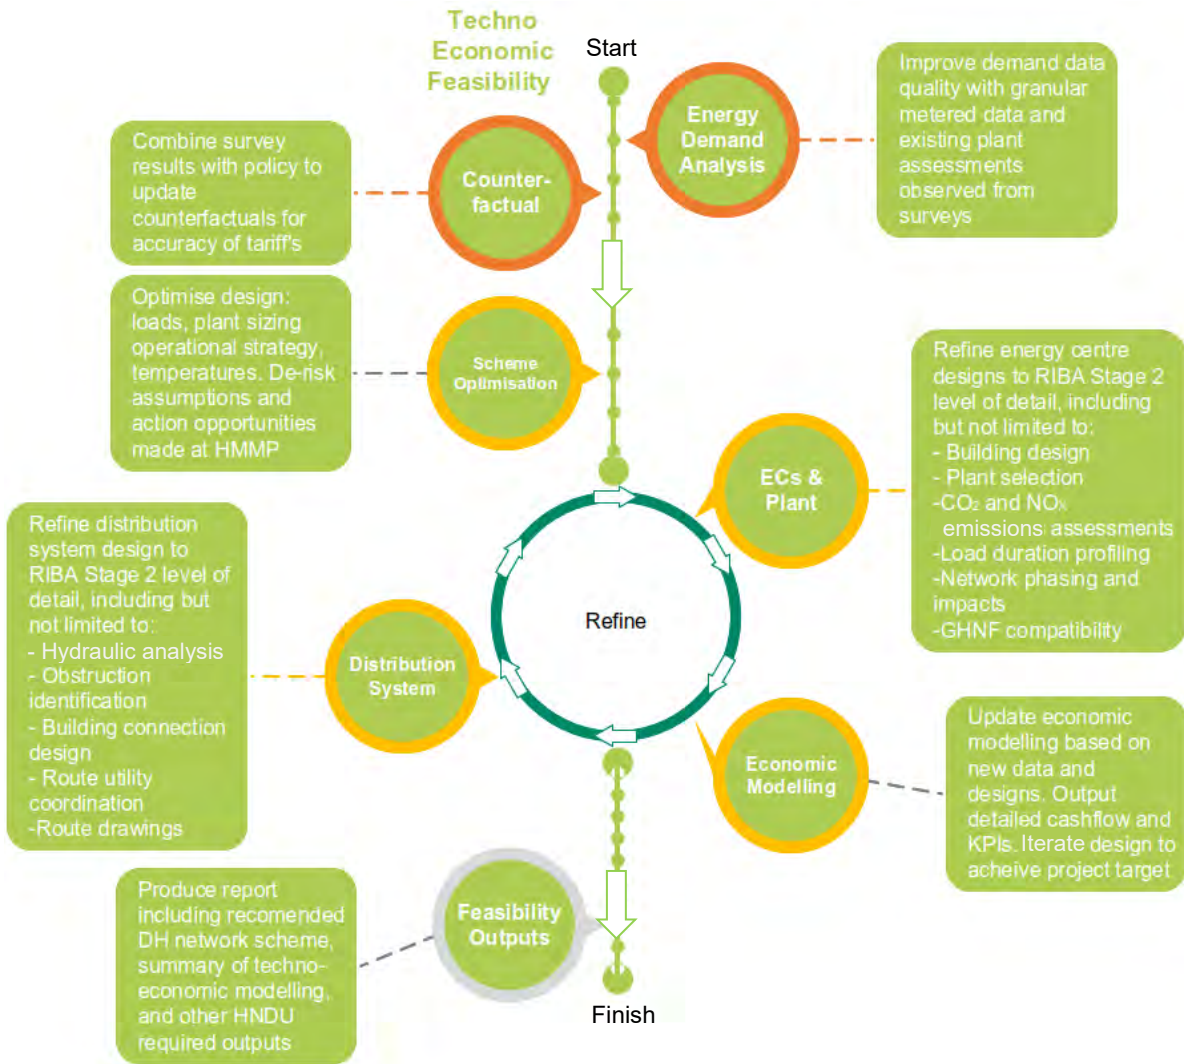 Techno
Economic
Feasibility
Start
Energy
Demand
Analysis
Improve demand data
quality with granular
metered data and
existing plant
assessments
observed from
surveys
Combine survey
results with policy to
update
counterfactuals for
accuracy of tariff's
Counter-
factual
Optimise design:
loads, plant sizing
operational strategy,
temperatures. De-risk
assumptions and
action opportunities
made at HMMP
Scheme
Optimisation
ECs &
Plant
Refine energy centre
designs to RIBA Stage 2
level of detail, including
but not limited to:
- Building design
- Plant selection
-CO₂ and NOₓ
emissions assessments
-Load duration profiling
-Network phasing and
impacts
-GHNF compatibility
Refine distribution
system design to
RIBA Stage 2 level of
detail, including but
not limited to:
- Hydraulic analysis
- Obstruction
identification
- Building connection
design
- Route utility
coordination
-Route drawings
Distribution
System
Refine
Economic
Modelling
Update economic
modelling based on
new data and
designs. Output
detailed cashflow and
KPIs. Iterate design to
acheive project target
Produce report
including recomended
DH network scheme,
summary of techno-
economic modelling,
and other HNDU
required outputs
Feasibility
Outputs
Finish